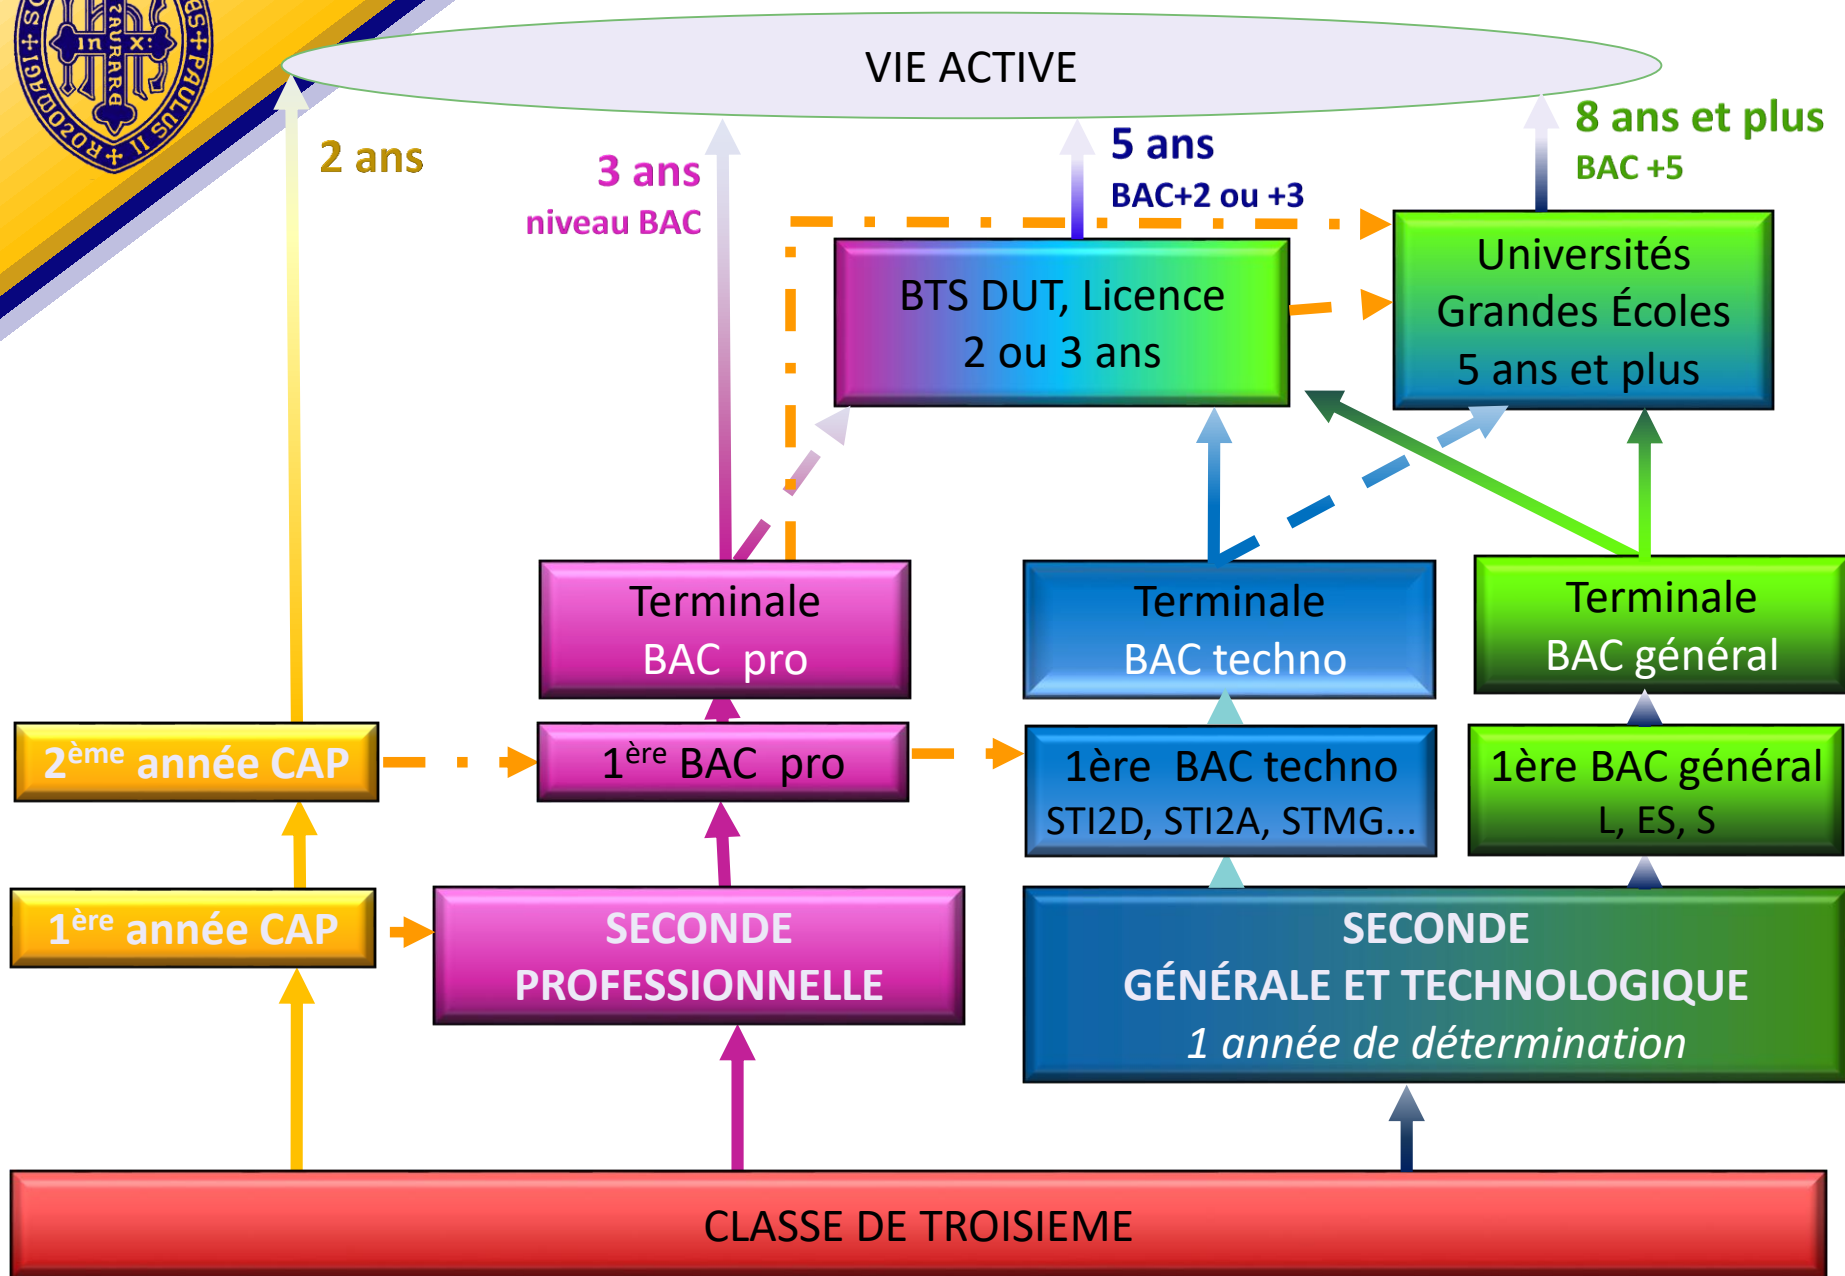 VIE ACTIVE
2 ans
3 ans
niveau BAC
5 ans
BAC+2 ou +3
8 ans et plus
BAC +5
BTS DUT, Licence
2 ou 3 ans
Universités
Grandes Écoles
5 ans et plus
Terminale
BAC pro
Terminale
BAC techno
Terminale
BAC général
2ème année CAP
1ère BAC pro
1ère BAC techno
STI2D, STI2A, STMG...
1ère BAC général
L, ES, S
1ère année CAP
SECONDE
PROFESSIONNELLE
SECONDE
GÉNÉRALE ET TECHNOLOGIQUE
1 année de détermination
CLASSE DE TROISIEME
in X:
PAULUS II